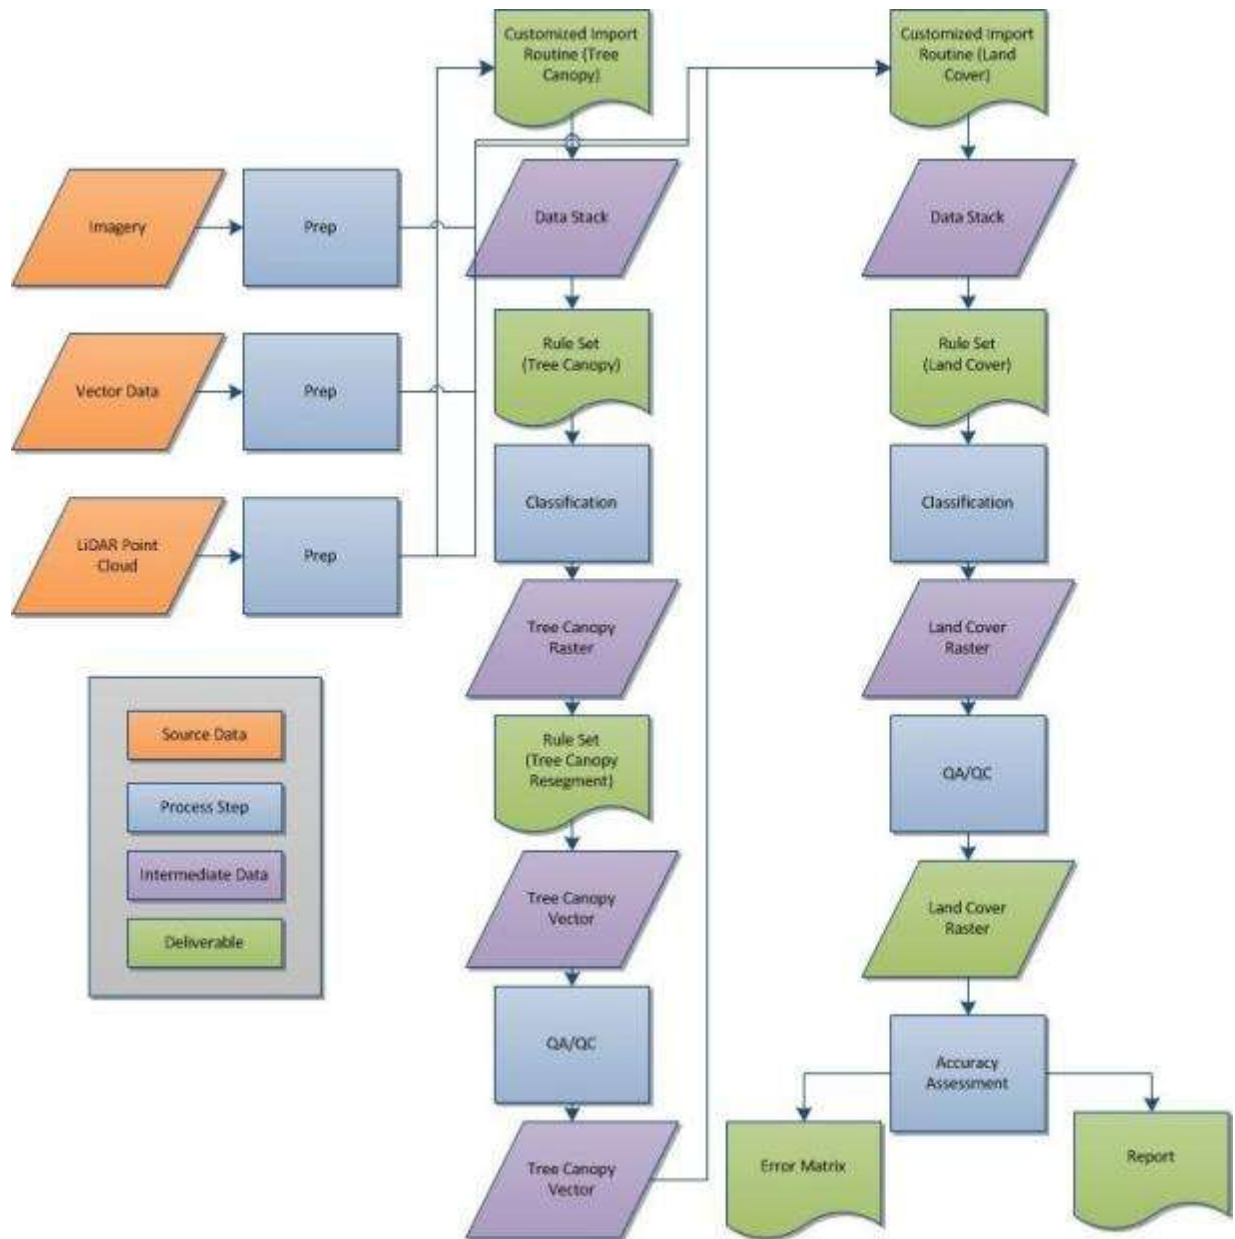 Customized Import
Routine (Tree
Canopy)
Customized Import
Routine (Land
Cover)
Imagery
Prep
Data Stack
Data Stack
Vector Data
Prep
Rule Set
(Tree Canopy)
Rule Set
(Land Cover)
LiDAR Point
Cloud
Prep
Classification
Classification
Tree Canopy
Raster
Land Cover
Raster
Source Data
Process Step
Intermediate Data
Deliverable
Rule Set
(Tree Canopy
Resegment)
QA/QC
Tree Canopy
Vector
Land Cover
Raster
QA/QC
Accuracy
Assessment
Tree Canopy
Vector
Error Matrix
Report